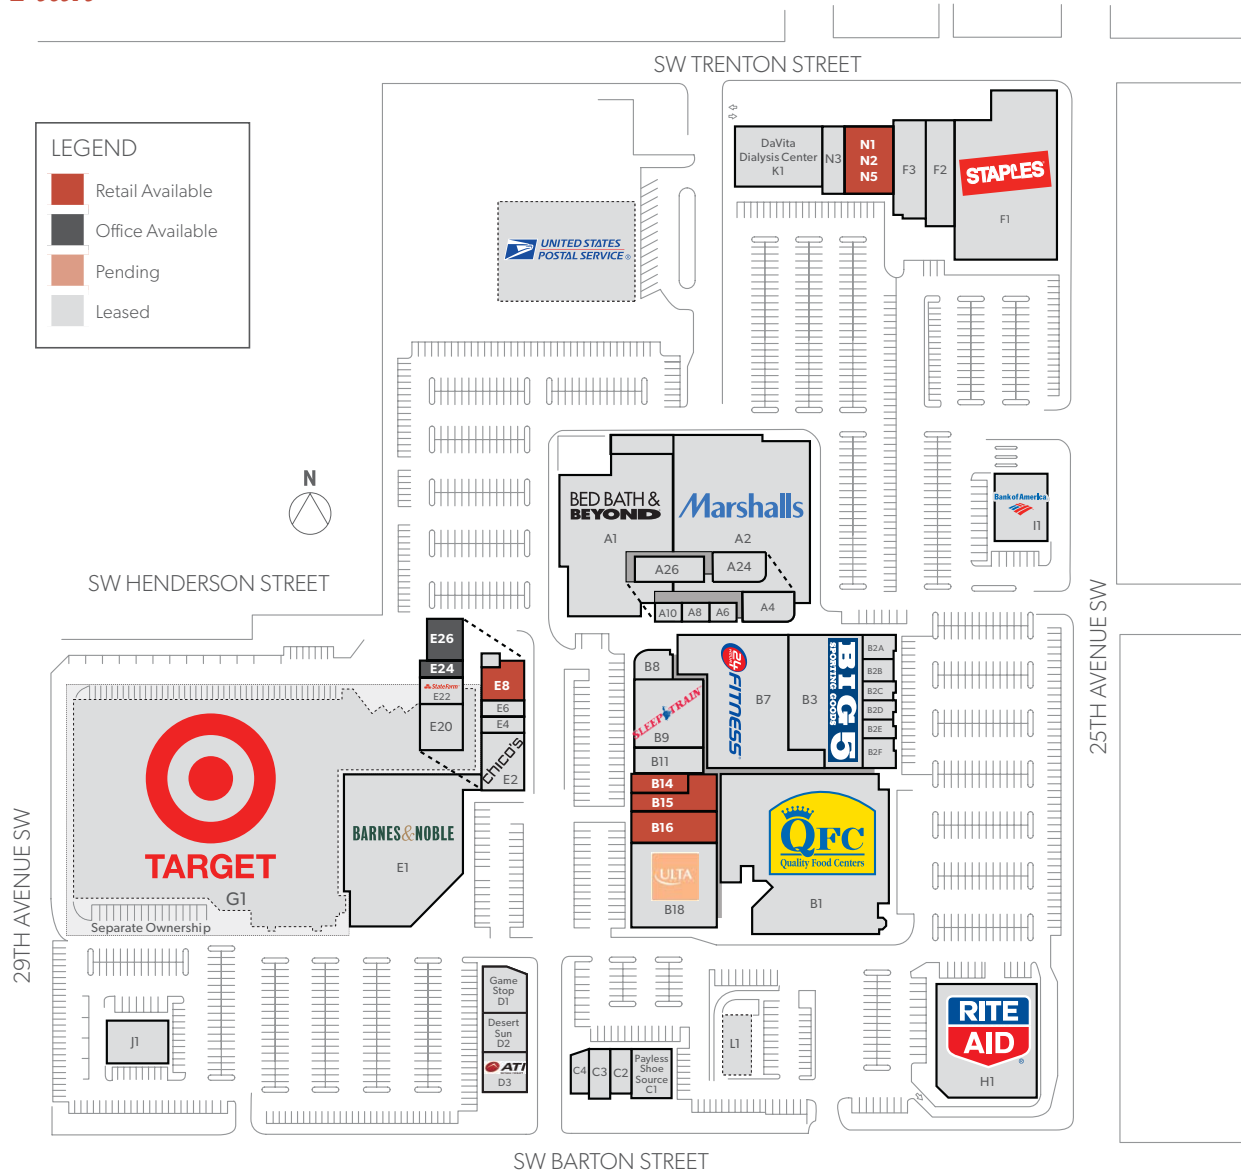 SW TRENTON STREET
LEGEND
Retail Available
Office Available
Pending
Leased
DaVita
Dialysis Center
K1
N3
N1
N2
N5
F3
F2
STAPLES
F1
UNITED STATES
POSTAL SERVICE®
N
BED BATH &
BEYOND
A1
Marshalls
A2
A26
A24
A10
A8
A6
A4
Bank of America
I1
SW HENDERSON STREET
25TH AVENUE SW
E26
E24
StateForm
E22
E20
E8
E6
E4
chico's
E2
B8
SLEEP TRAIN
B9
B11
24
FITNESS
B7
B3
BIG 5
SPORTING GOODS
B2A
B2B
B2C
B2D
B2E
B2F
B14
B15
B16
ULTA
B18
QFC
Quality Food Centers
B1
TARGET
G1
Separate Ownership
BARNES&NOBLE
E1
29TH AVENUE SW
Game
Stop
D1
Desert
Sun
D2
ATI
D3
J1
C4
C3
C2
Payless
Shoe
Source
C1
L1
RITE
AID
®
H1
SW BARTON STREET